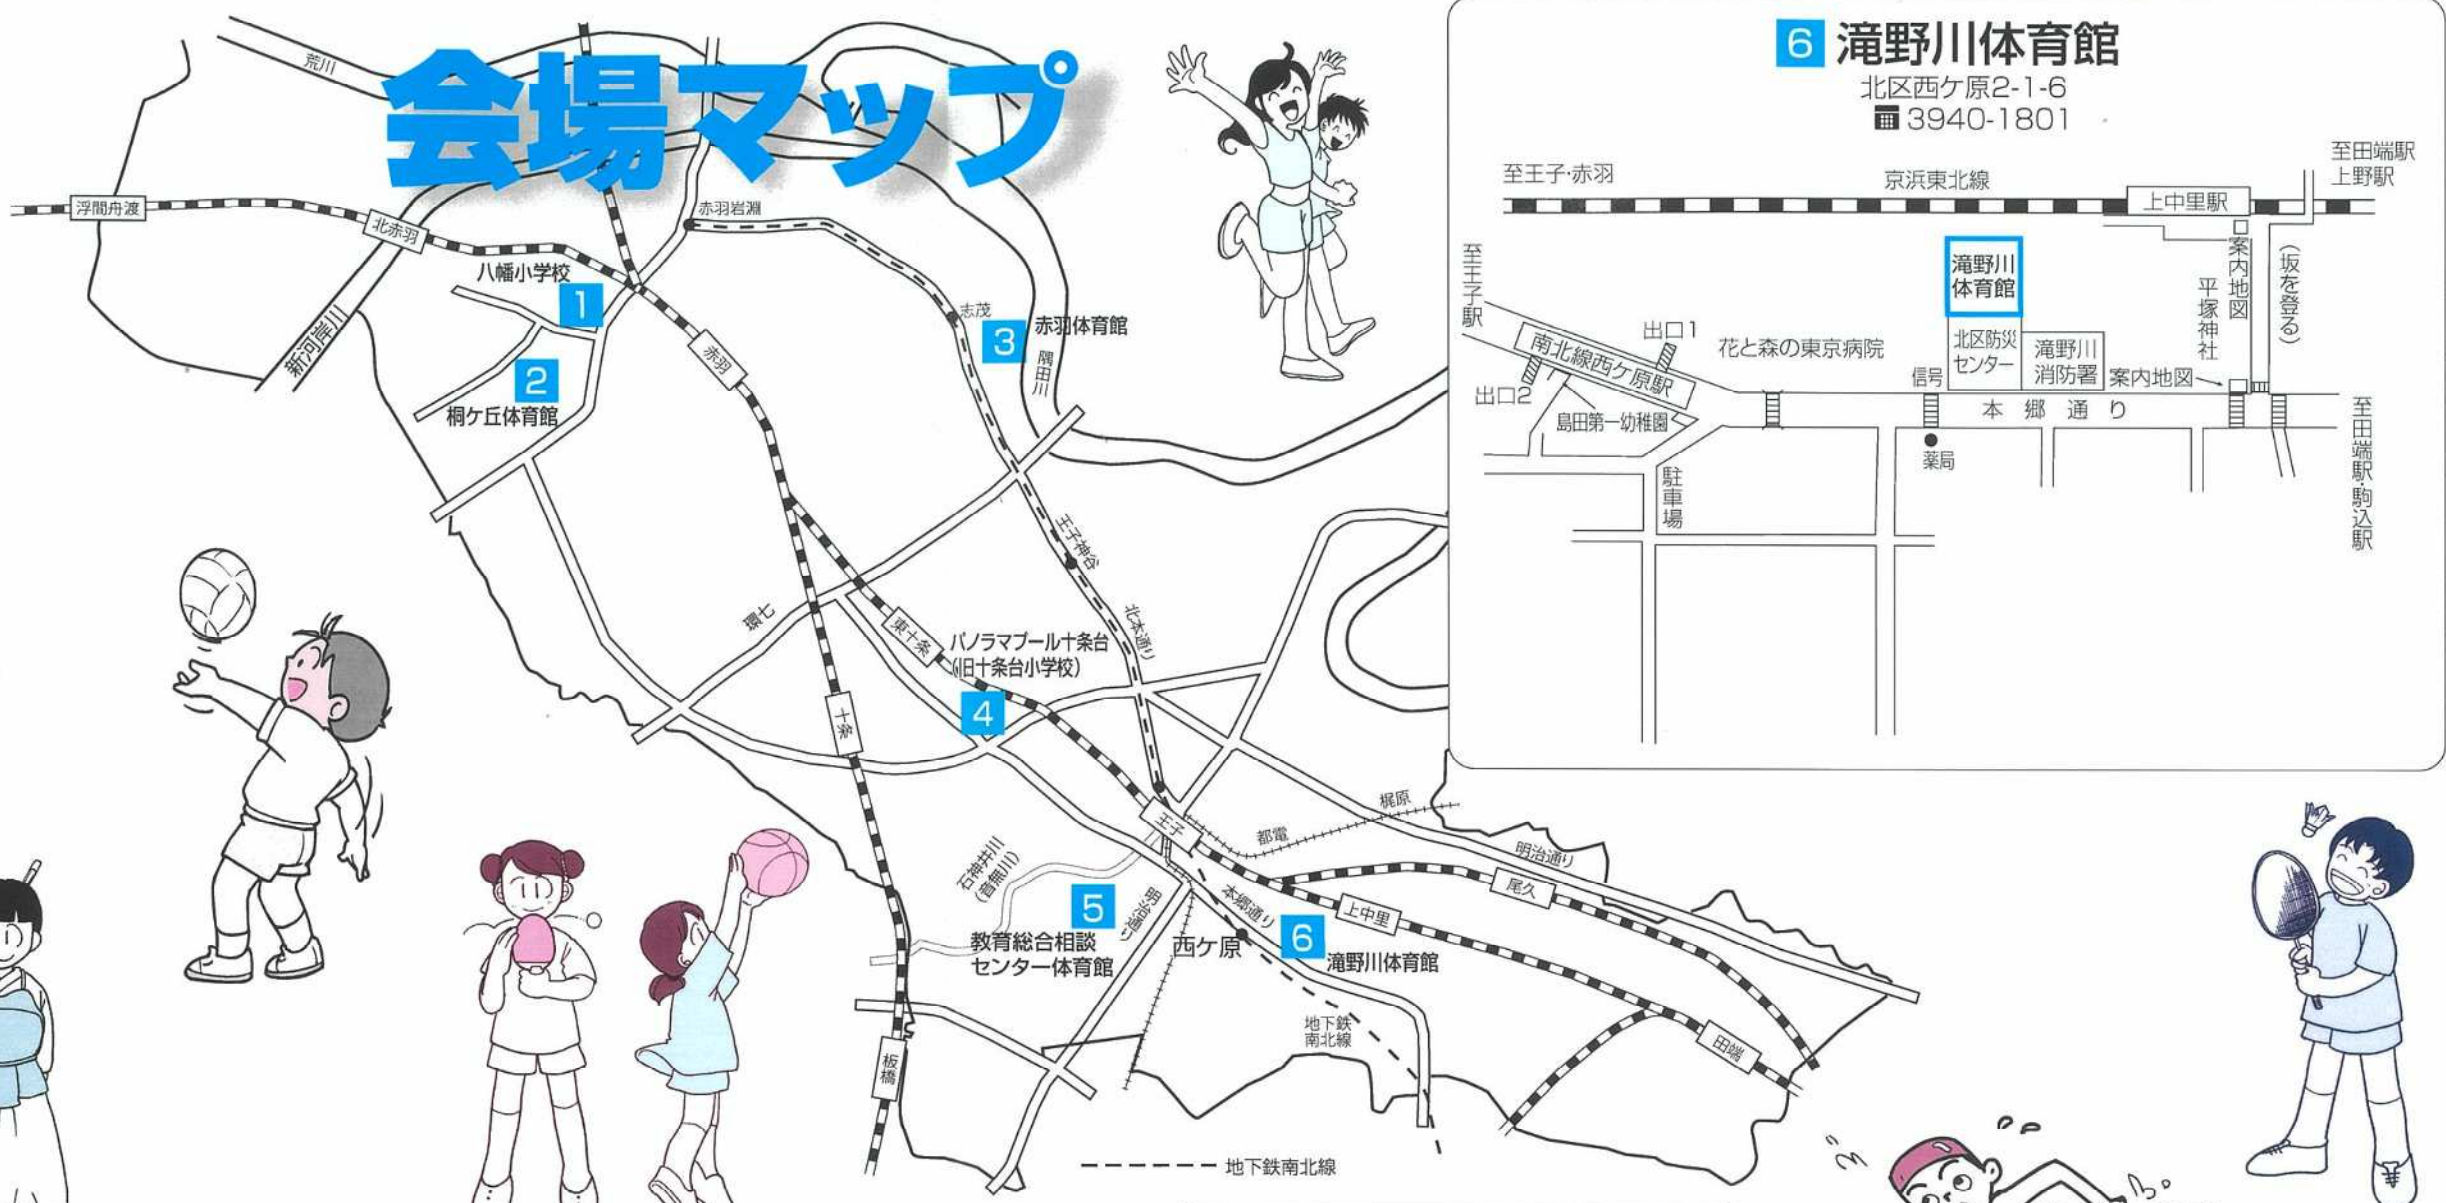 会場マップ
荒川
浮間舟渡
北赤羽
赤羽岩淵
八幡小学校
1
新河岸川
2
桐ケ丘体育館
赤羽
志茂
3
赤羽体育館
隅田川
王子神谷
環七
北本通り
東十条
パノラマプール十条台
(旧十条台小学校)
4
十条
王子
梶原
都電
明治通り
石神井川
(音無川)
5
明治通り
教育総合相談
センター体育館
本郷通り
西ケ原
6
滝野川体育館
上中里
尾久
地下鉄
南北線
田端
板橋
地下鉄南北線
6 滝野川体育館
北区西ケ原2-1-6
3940-1801
至王子・赤羽
京浜東北線
上中里駅
至田端駅
上野駅
至王子駅
滝野川
体育館
案内地図
平塚神社
(坂を登る)
出口1
南北線西ケ原駅
出口2
花と森の東京病院
北区防災
センター
滝野川
消防署
信号
案内地図
島田第一幼稚園
本郷通り
薬局
駐車場
至田端駅・駒込駅